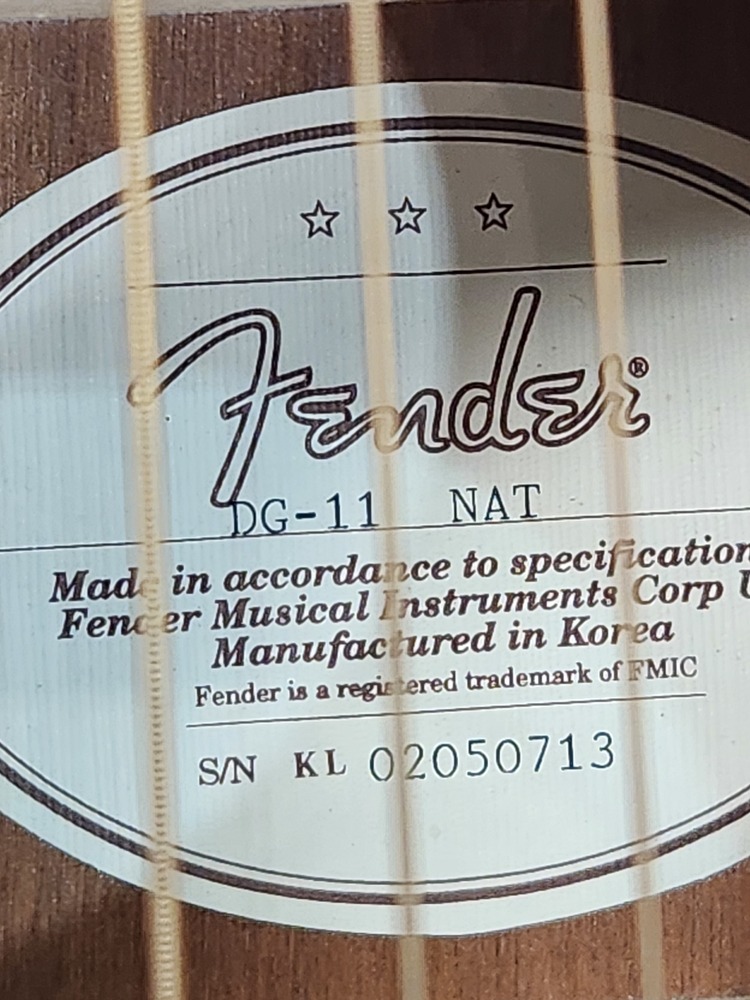 Fender®
DG-11 NAT
Made in accordance to specification
Fender Musical Instruments Corp
Manufactured in Korea
Fender is a registered trademark of FMIC
S/N KL 02050713